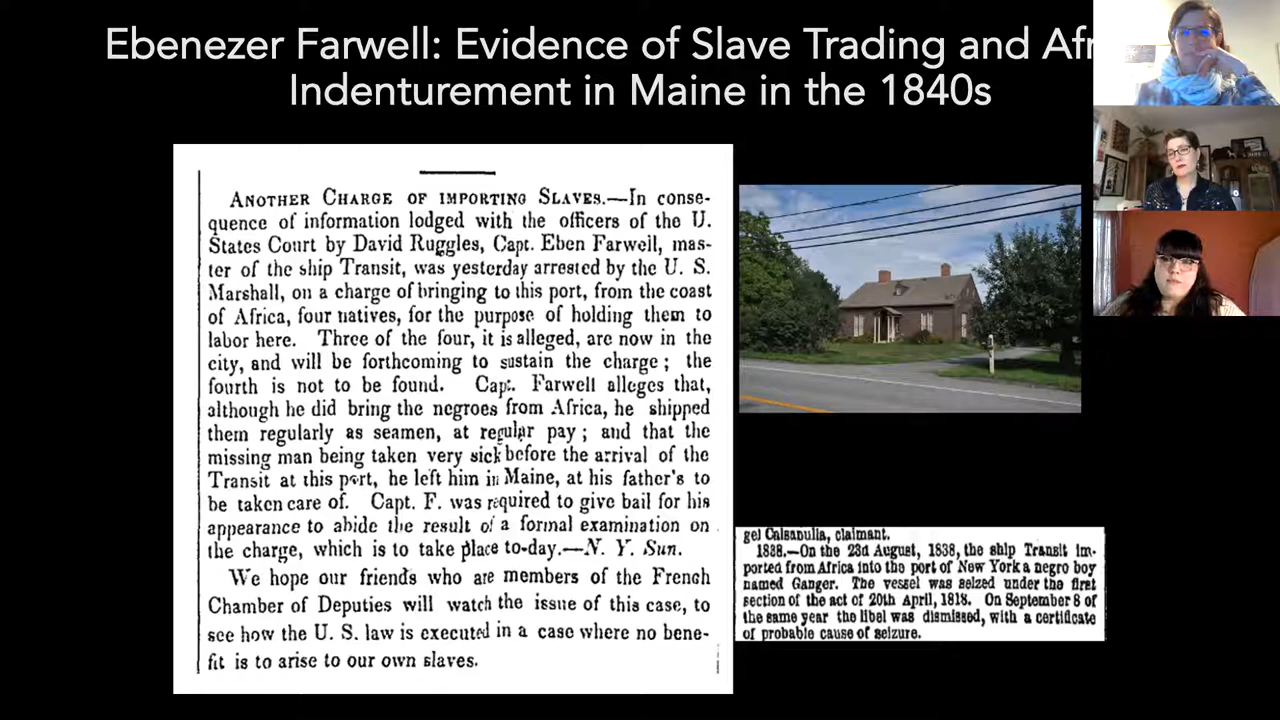 Ebenezer Farwell: Evidence of Slave Trading and Afr
Indenturement in Maine in the 1840s
ANOTHER CHARGE OF IMPORTING SLAVES.—In conse-
quence of information lodged with the officers of the U.
States Court by David Ruggles, Capt. Eben Farwell, mas-
ter of the ship Transit, was yesterday arrested by the U. S.
Marshall, on a charge of bringing to this port, from the coast
of Africa, four natives, for the purpose of holding them to
labor here. Three of the four, it is alleged, are now in the
city, and will be forthcoming to sustain the charge; the
fourth is not to be found. Capt. Farwell alleges that,
although he did bring the negroes from Africa, he shipped
them regularly as seamen, at regular pay; and that the
missing man being taken very sick before the arrival of the
Transit at this port, he left him in Maine, at his father's to
be taken care of. Capt. F. was required to give bail for his
appearance to abide the result of a formal examination on
the charge, which is to take place to-day.—N. Y. Sun.
We hope our friends who are members of the French
Chamber of Deputies will watch the issue of this case, to
see how the U. S. law is executed in a case where no bene-
fit is to arise to our own slaves.
gel Calsabulla, claimant.
1838.—On the 23d August, 1838, the ship Transit im-
ported from Africa into the port of New York a negro boy
named Ganger. The vessel was seized under the first
section of the act of 20th April, 1818. On September 8 of
the same year the libel was dismissed, with a certificate
of probable cause of seizure.